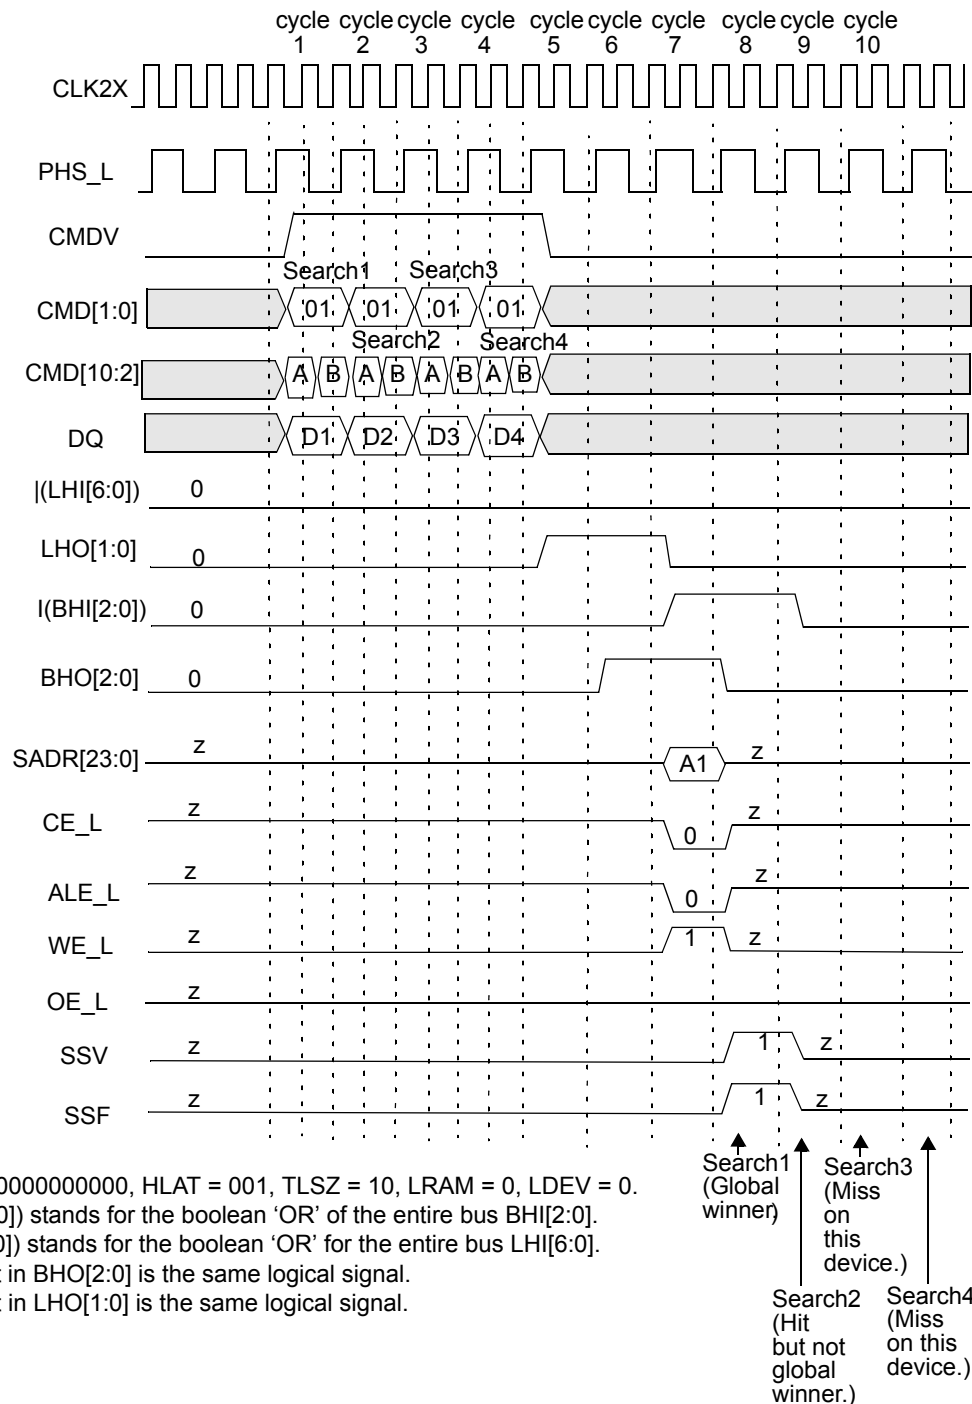 cycle cycle cycle cycle cycle cycle cycle cycle cycle cycle
1 2 3 4 5 6 7 8 9 10
CLK2X
PHS_L
CMDV
Search1 Search3
CMD[1:0] 01 01 01 01
Search2 Search4
CMD[10:2] A B A B A B A B
DQ D1 D2 D3 D4
|(LHI[6:0]) 0
LHO[1:0] 0
I(BHI[2:0]) 0
BHO[2:0] 0
SADR[23:0] z A1 z
CE_L z 0 z
ALE_L z 0 z
WE_L z 1 z
OE_L z
SSV z 1 z
SSF z 1 z
0000000000, HLAT = 001, TLSZ = 10, LRAM = 0, LDEV = 0.
0]) stands for the boolean ‘OR’ of the entire bus BHI[2:0].
0]) stands for the boolean ‘OR’ for the entire bus LHI[6:0].
t in BHO[2:0] is the same logical signal.
t in LHO[1:0] is the same logical signal.
Search1
(Global
winner)
Search2
(Hit
but not
global
winner.)
Search3
(Miss
on
this
device.)
Search4
(Miss
on this
device.)